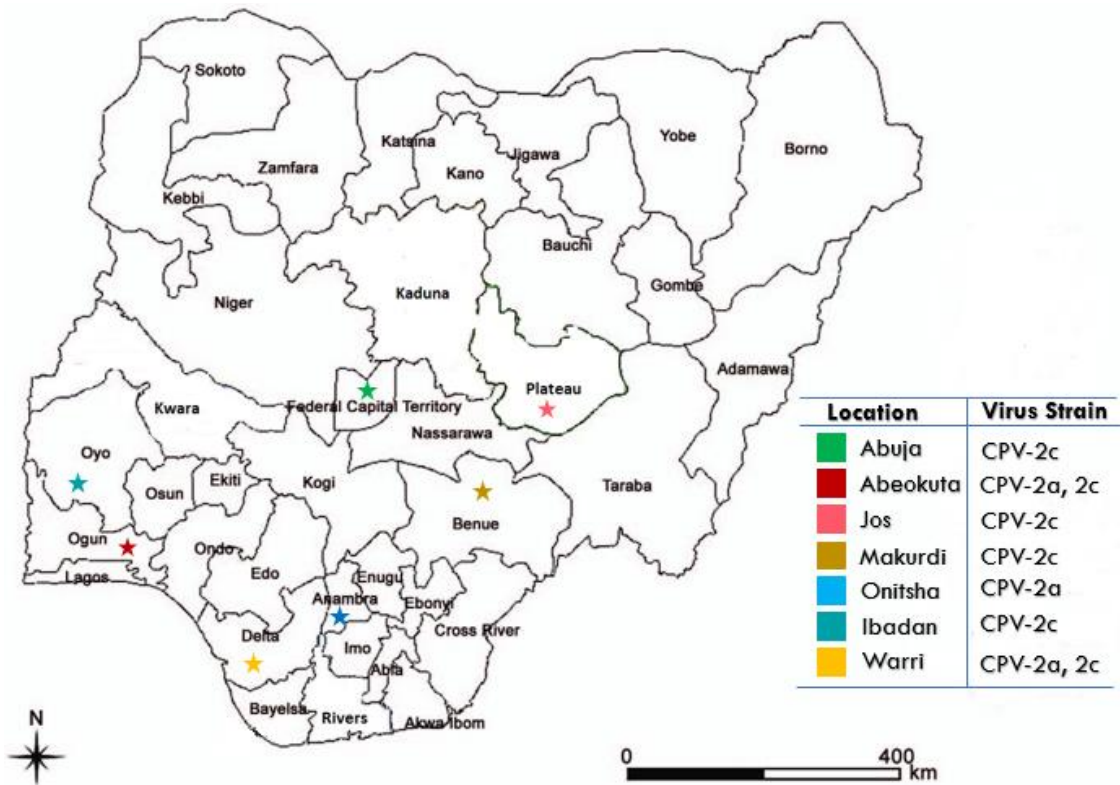 Sokoto
Katsina
Jigawa
Yobe
Borno
Zamfara
Kano
Kebbi
Bauchi
Gombe
Niger
Kaduna
Adamawa
Plateau
Federal Capital Territory
Kwara
Nassarawa
Oyo
Ekiti
Kogi
Osun
Taraba
Benue
Ogun
Ondo
Edo
Lagos
Enugu
Anambra
Ebonyi
Cross River
Delta
Imo
Abia
Bayelsa
Rivers
Akwa Ibom
Location Virus Strain
Abuja CPV-2c
Abeokuta CPV-2a, 2c
Jos CPV-2c
Makurdi CPV-2c
Onitsha CPV-2a
Ibadan CPV-2c
Warri CPV-2a, 2c
N
0 400
km